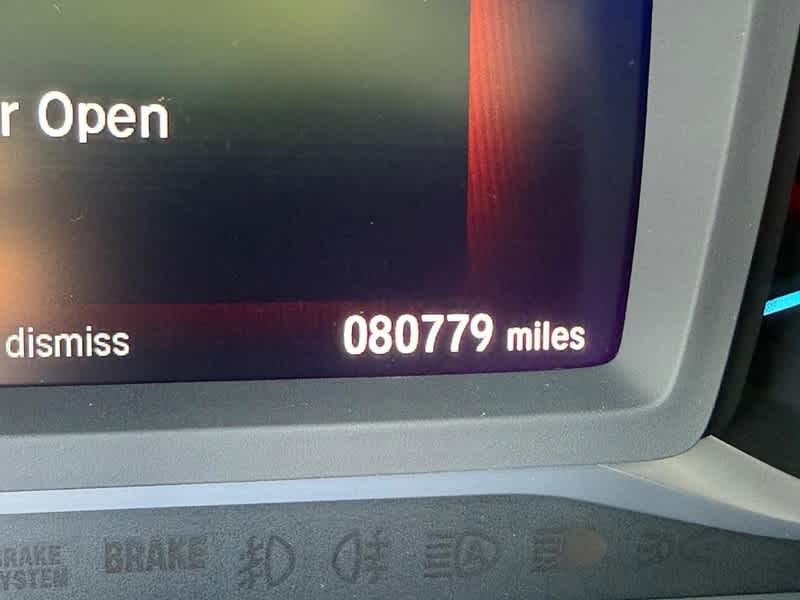 r Open
dismiss 080779 miles
BRAKE BRAKE
SYSTEM